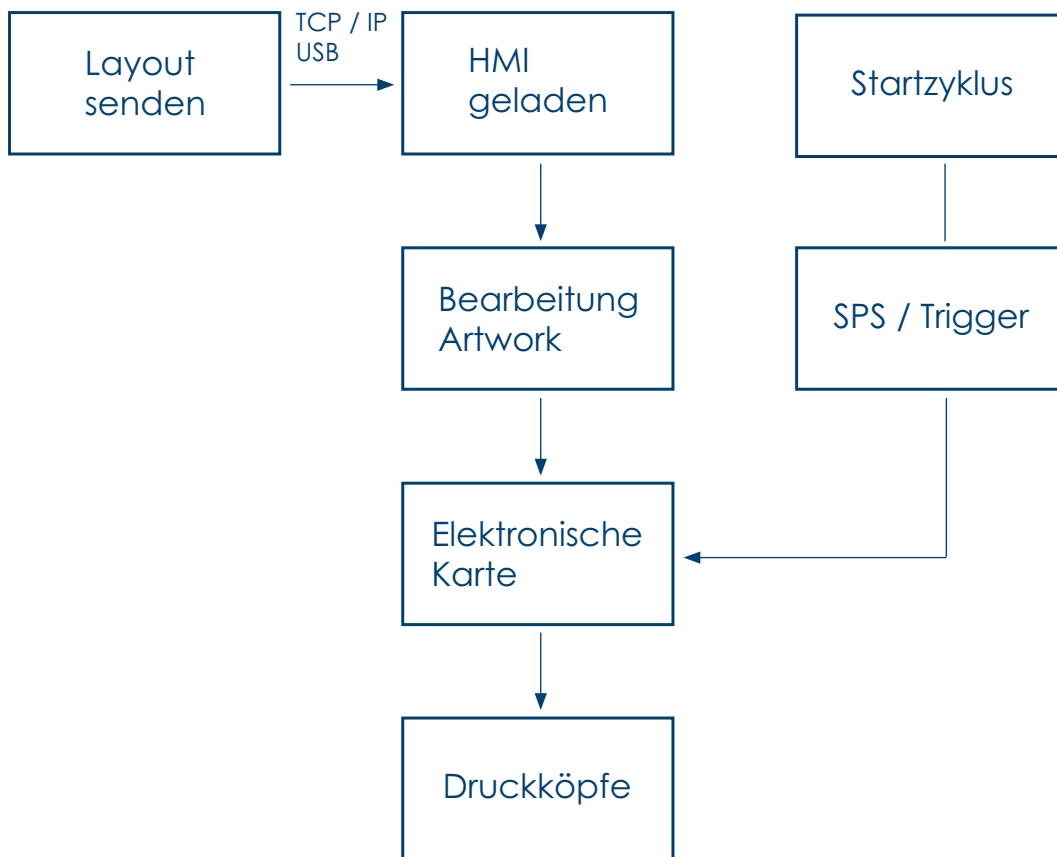 Layout
senden
TCP / IP
USB
HMI
geladen
Startzyklus
Bearbeitung
Artwork
SPS / Trigger
Elektronische
Karte
Druckköpfe